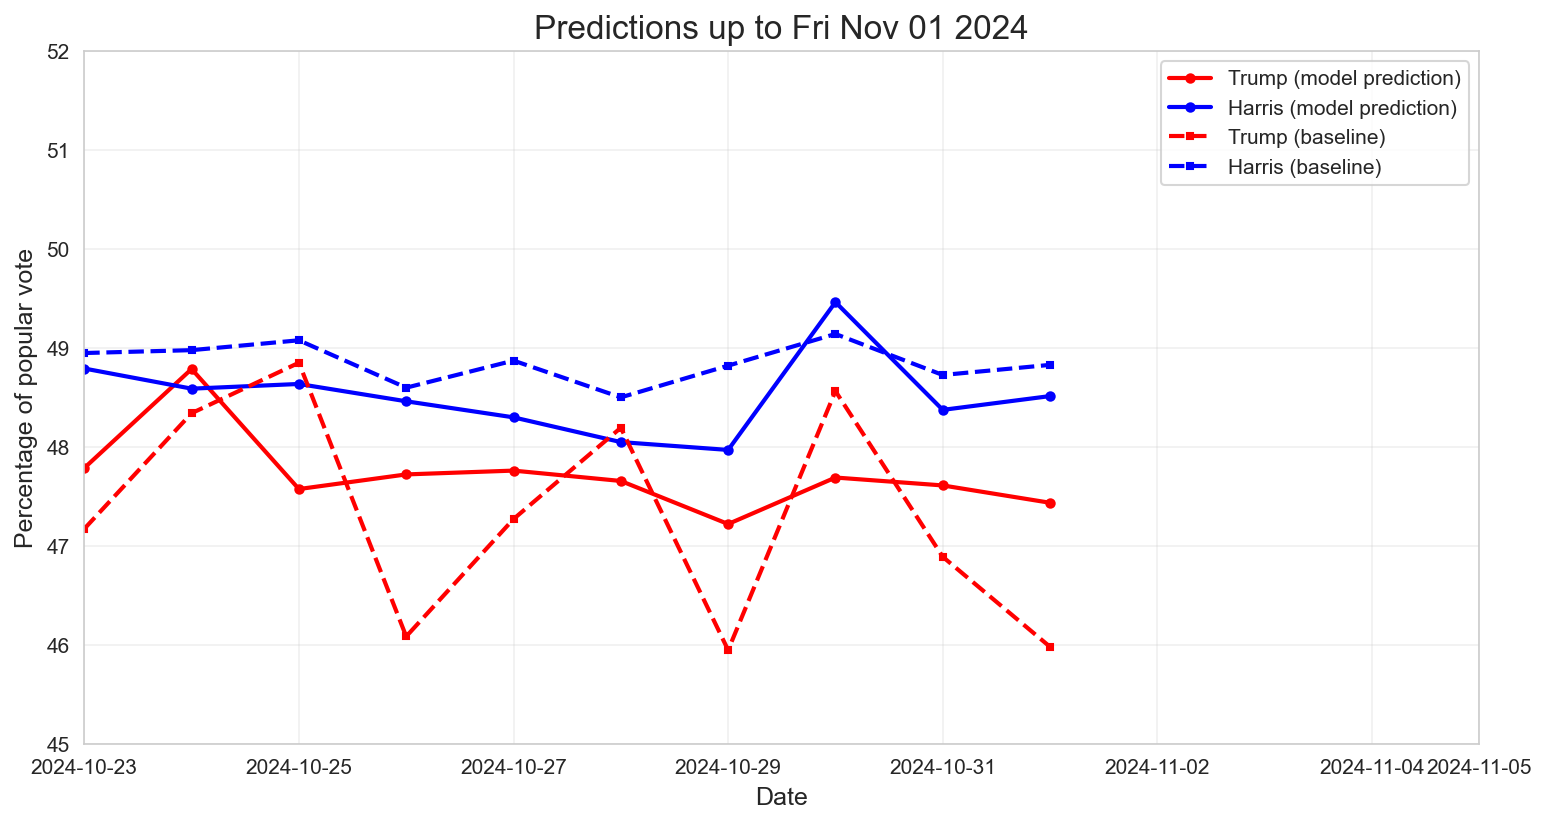 Predictions up to Fri Nov 01 2024
Trump (model prediction)
Harris (model prediction)
Trump (baseline)
Harris (baseline)
Percentage of popular vote
52
51
50
49
48
47
46
45
2024-10-23 2024-10-25 2024-10-27 2024-10-29 2024-10-31 2024-11-02 2024-11-04 2024-11-05
Date